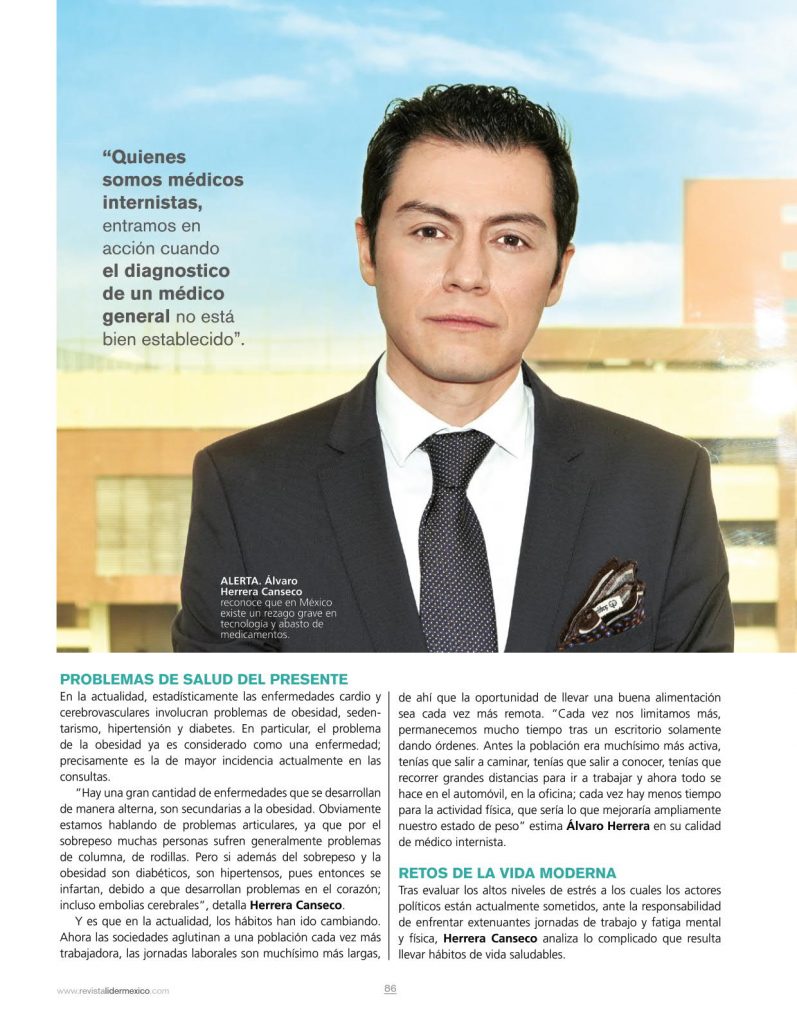 “Quienes
somos médicos
internistas,
entramos en
acción cuando
el diagnostico
de un médico
general no está
bien establecido”.
ALERTA. Álvaro
Herrera Canseco
reconoce que en México
existe un rezago grave en
tecnología y abasto de
medicamentos.
PROBLEMAS DE SALUD DEL PRESENTE
En la actualidad, estadísticamente las enfermedades cardio y
cerebrovasculares involucran problemas de obesidad, seden-
tarismo, hipertensión y diabetes. En particular, el problema
de la obesidad ya es considerado como una enfermedad;
precisamente es la de mayor incidencia actualmente en las
consultas.
“Hay una gran cantidad de enfermedades que se desarrollan
de manera alterna, son secundarias a la obesidad. Obviamente
estamos hablando de problemas articulares, ya que por el
sobrepeso muchas personas sufren generalmente problemas
de columna, de rodillas. Pero si además del sobrepeso y la
obesidad son diabéticos, son hipertensos, pues entonces se
infartan, debido a que desarrollan problemas en el corazón;
incluso embolias cerebrales”, detalla Herrera Canseco.
Y es que en la actualidad, los hábitos han ido cambiando.
Ahora las sociedades aglutinan a una población cada vez más
trabajadora, las jornadas laborales son muchísimo más largas,
de ahí que la oportunidad de llevar una buena alimentación
sea cada vez más remota. “Cada vez nos limitamos más,
permanecemos mucho tiempo tras un escritorio solamente
dando órdenes. Antes la población era muchísimo más activa,
tenías que salir a caminar, tenías que salir a conocer, tenías que
recorrer grandes distancias para ir a trabajar y ahora todo se
hace en el automóvil, en la oficina; cada vez hay menos tiempo
para la actividad física, que sería lo que mejoraría ampliamente
nuestro estado de peso” estima Álvaro Herrera en su calidad
de médico internista.
RETOS DE LA VIDA MODERNA
Tras evaluar los altos niveles de estrés a los cuales los actores
políticos están actualmente sometidos, ante la responsabilidad
de enfrentar extenuantes jornadas de trabajo y fatiga mental
y física, Herrera Canseco analiza lo complicado que resulta
llevar hábitos de vida saludables.
www.revistalidermexico.com
86